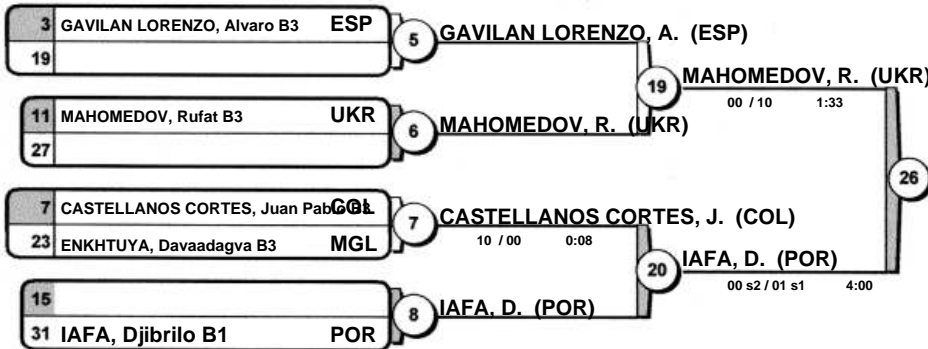 3 GAVILAN LORENZO, Alvaro B3 ESP
19
5 GAVILAN LORENZO, A. (ESP)
11 MAHOMEDOV, Rufat B3 UKR
27
6 MAHOMEDOV, R. (UKR)
19 MAHOMEDOV, R. (UKR)
00 / 10 1:33
7 CASTELLANOS CORTES, Juan Pablo B3 COL
23 ENKHTUYA, Davaadagva B3 MGL
7 CASTELLANOS CORTES, J. (COL)
10 / 00 0:08
15
31 IAFA, Djibrilo B1 POR
8 IAFA, D. (POR)
20 IAFA, D. (POR)
00 s2 / 01 s1 4:00
26